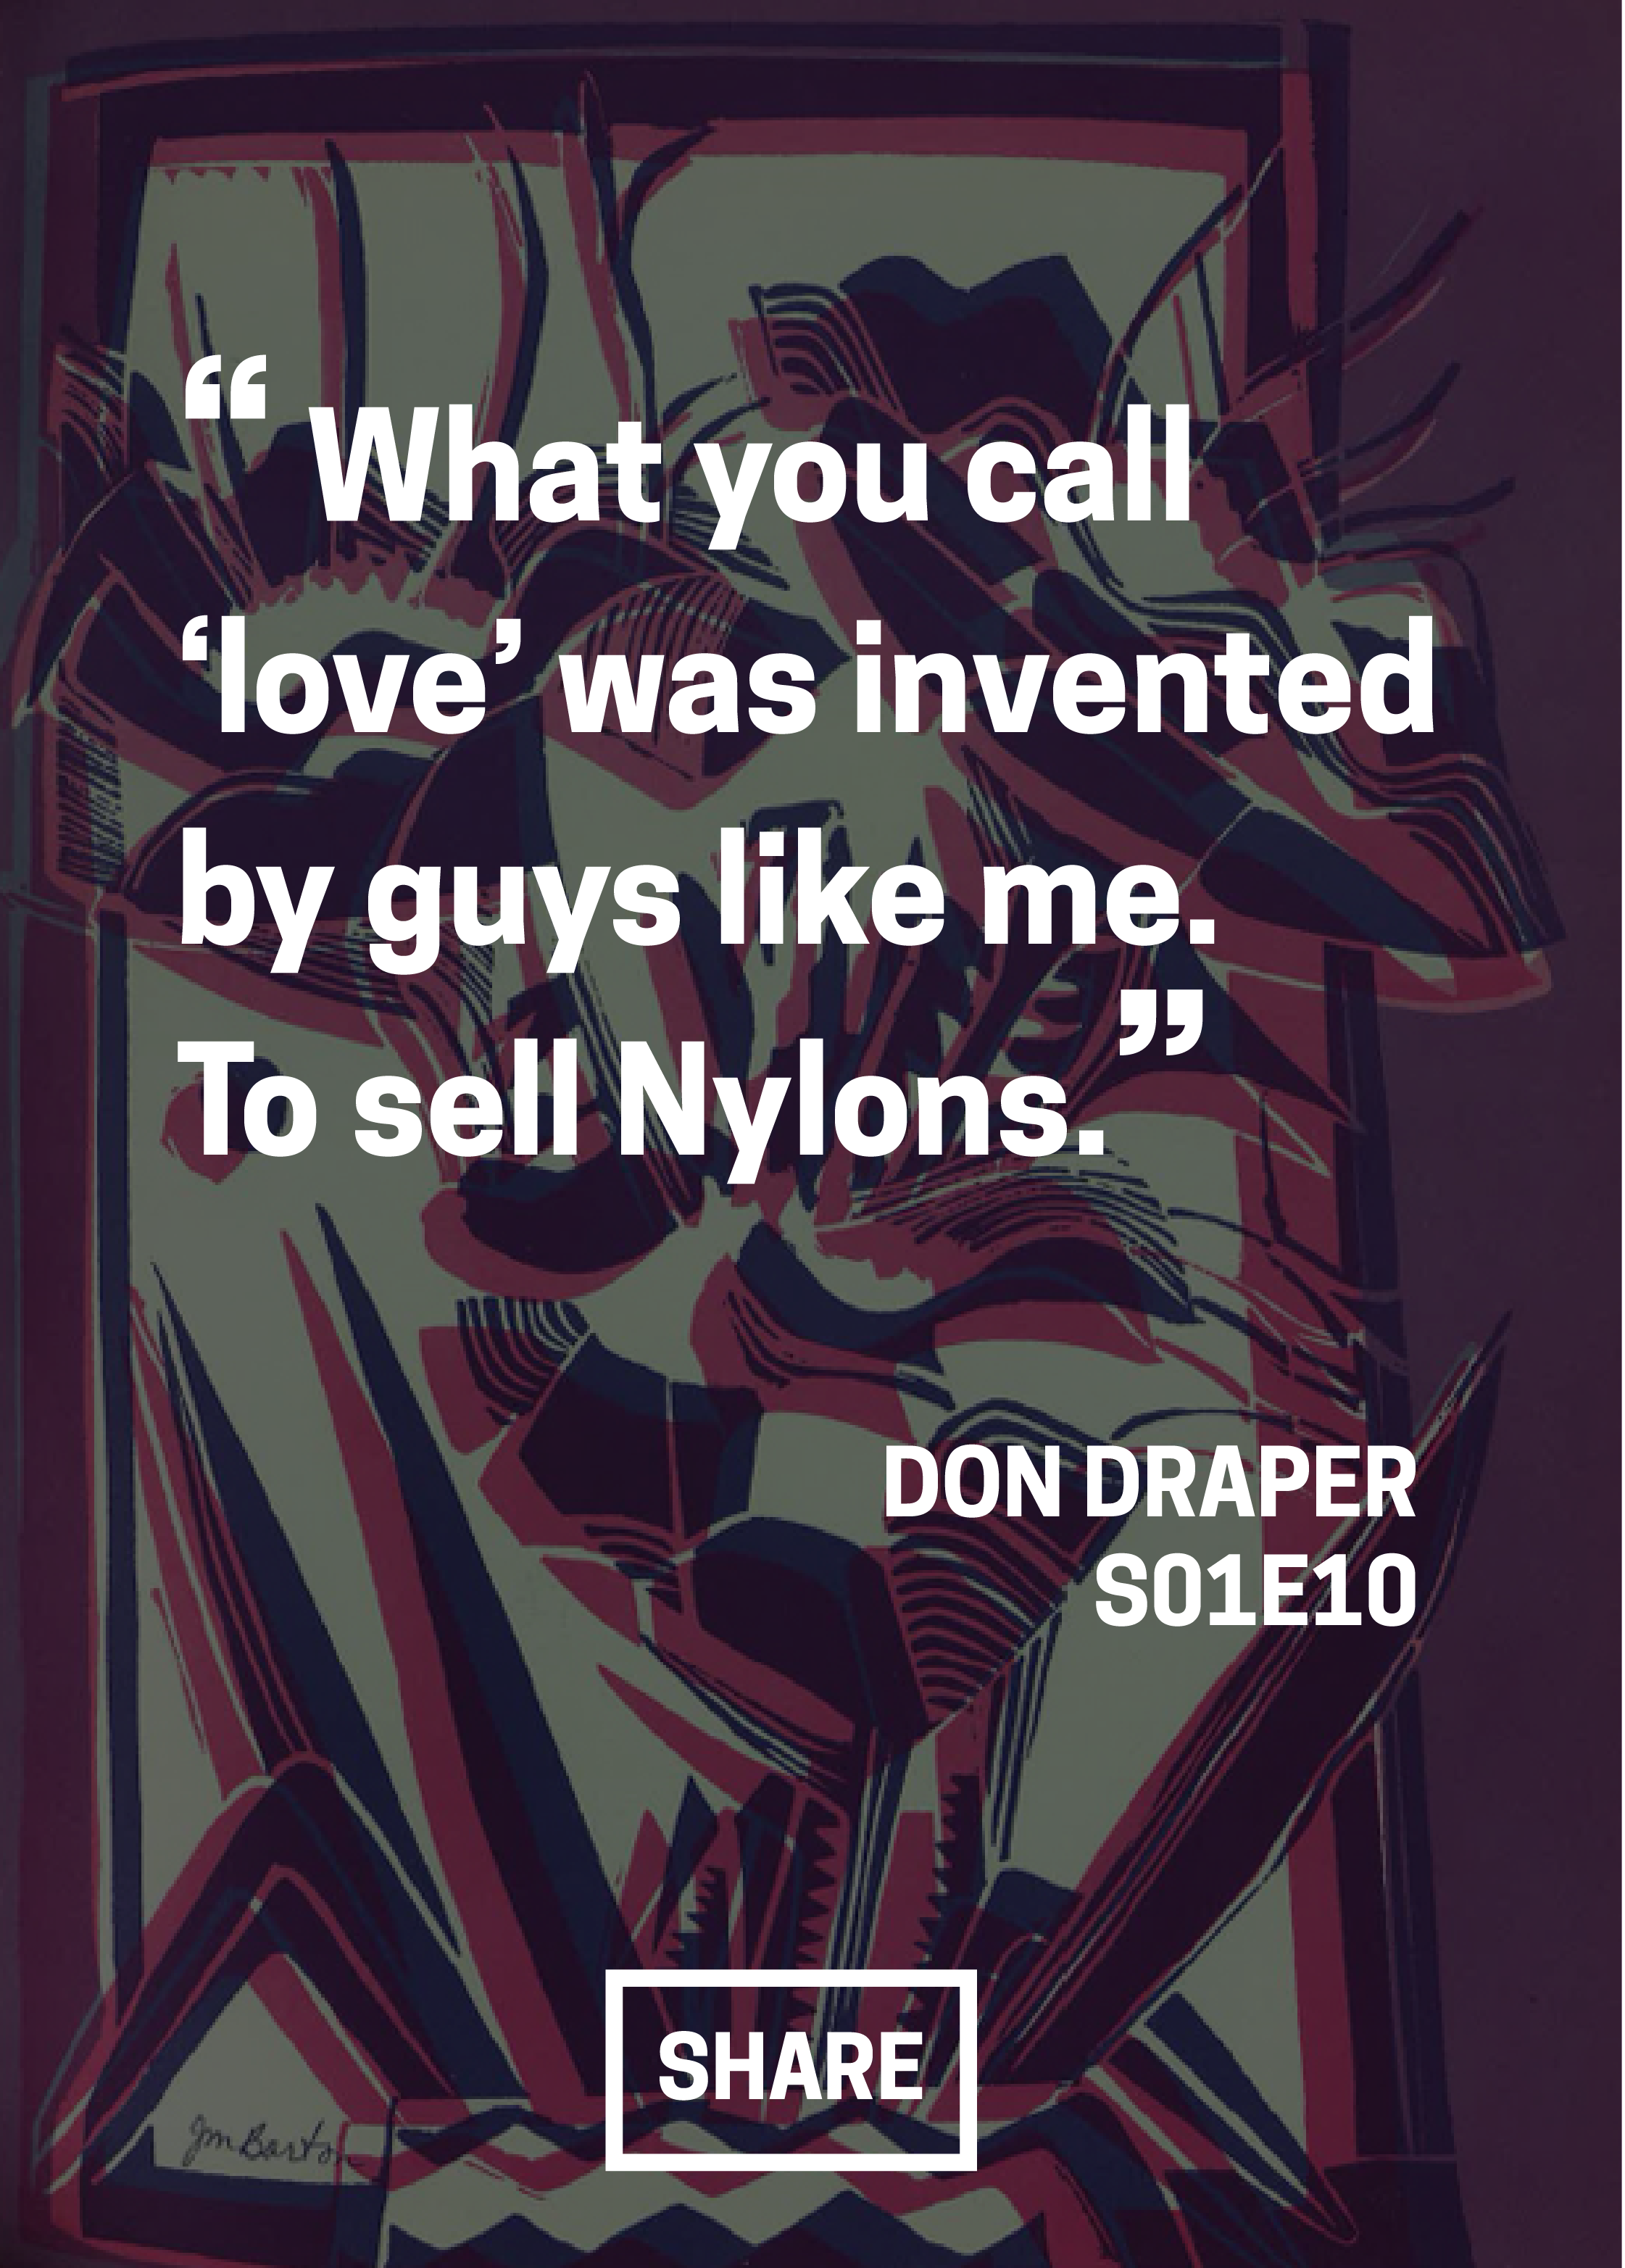 “ What you call
‘love’ was invented
by guys like me.
To sell Nylons.”
DON DRAPER
S01E10
SHARE
Jm Barton